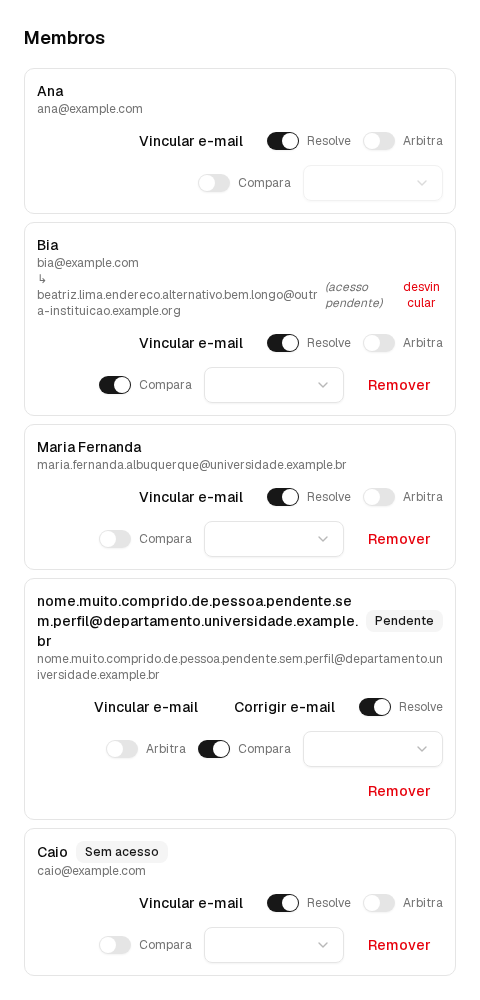 Membros
Ana
ana@example.com
Vincular e-mail Resolve Arbitra
Compara
Bia
bia@example.com
↳
beatriz.lima.endereco.alternativo.bem.longo@outr
a-instituicao.example.org
(acesso
pendente)
desvin
cular
Vincular e-mail Resolve Arbitra
Compara Remover
Maria Fernanda
maria.fernanda.albuquerque@universidade.example.br
Vincular e-mail Resolve Arbitra
Compara Remover
nome.muito.comprido.de.pessoa.pendente.se
m.perfil@departamento.universidade.example.
br
Pendente
nome.muito.comprido.de.pessoa.pendente.sem.perfil@departamento.un
iversidade.example.br
Vincular e-mail Corrigir e-mail Resolve
Arbitra Compara
Remover
Caio Sem acesso
caio@example.com
Vincular e-mail Resolve Arbitra
Compara Remover